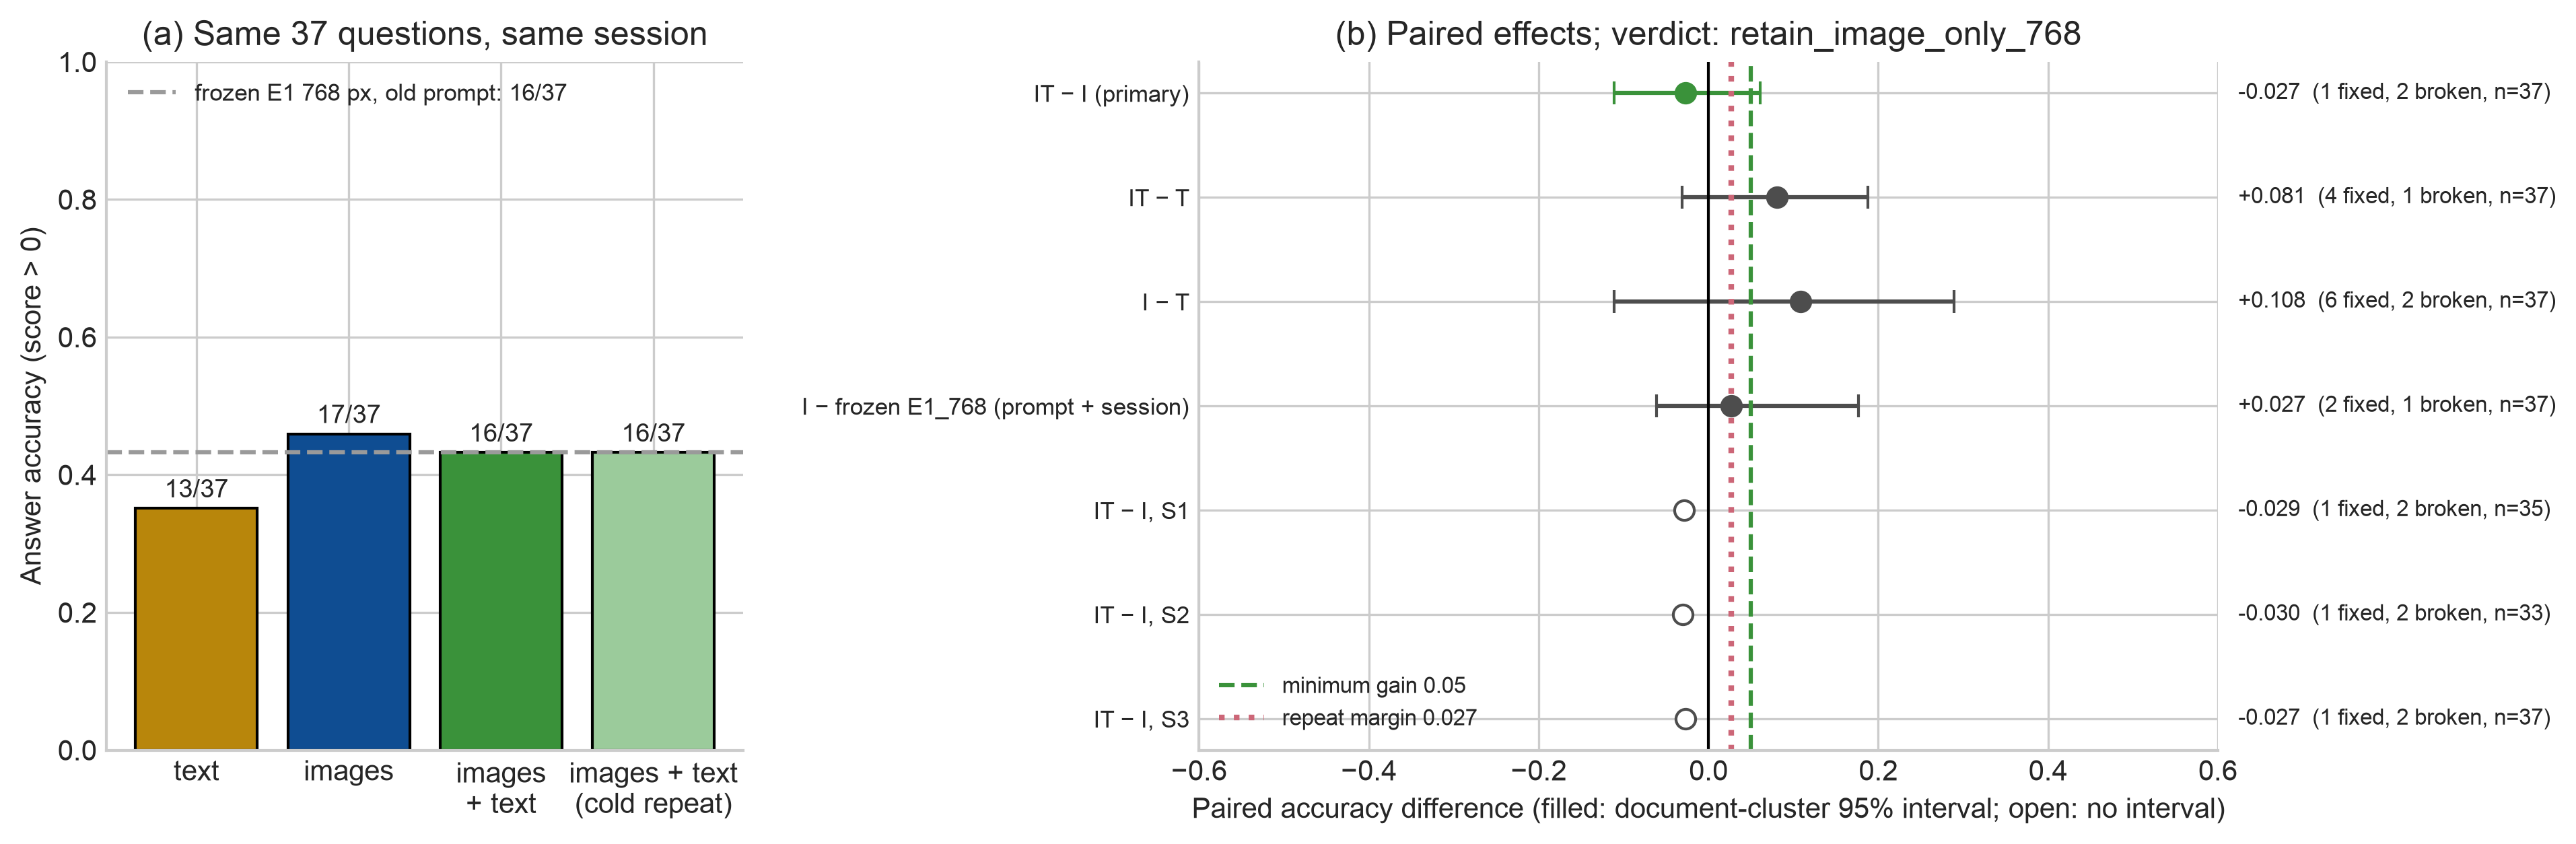 (a) Same 37 questions, same session
frozen E1 768 px, old prompt: 16/37
Answer accuracy (score > 0)
1.0
0.8
0.6
0.4
0.2
0.0
13/37
17/37
16/37
16/37
text
images
images
+ text
images + text
(cold repeat)
(b) Paired effects; verdict: retain_image_only_768
IT − I (primary)
-0.027 (1 fixed, 2 broken, n=37)
IT − T
+0.081 (4 fixed, 1 broken, n=37)
I − T
+0.108 (6 fixed, 2 broken, n=37)
I − frozen E1_768 (prompt + session)
+0.027 (2 fixed, 1 broken, n=37)
IT − I, S1
-0.029 (1 fixed, 2 broken, n=35)
IT − I, S2
-0.030 (1 fixed, 2 broken, n=33)
IT − I, S3
-0.027 (1 fixed, 2 broken, n=37)
minimum gain 0.05
repeat margin 0.027
−0.6 −0.4 −0.2 0.0 0.2 0.4 0.6
Paired accuracy difference (filled: document-cluster 95% interval; open: no interval)